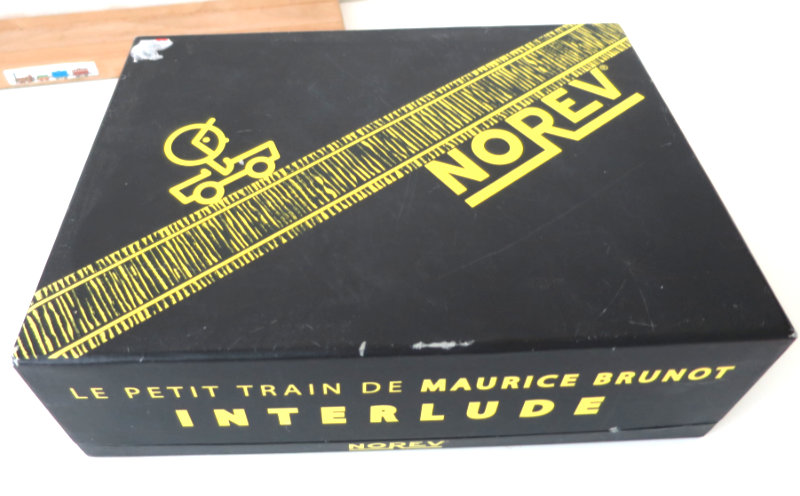 NOREV®
LE PETIT TRAIN DE MAURICE BRUNOT
INTERLUDE
NOREV